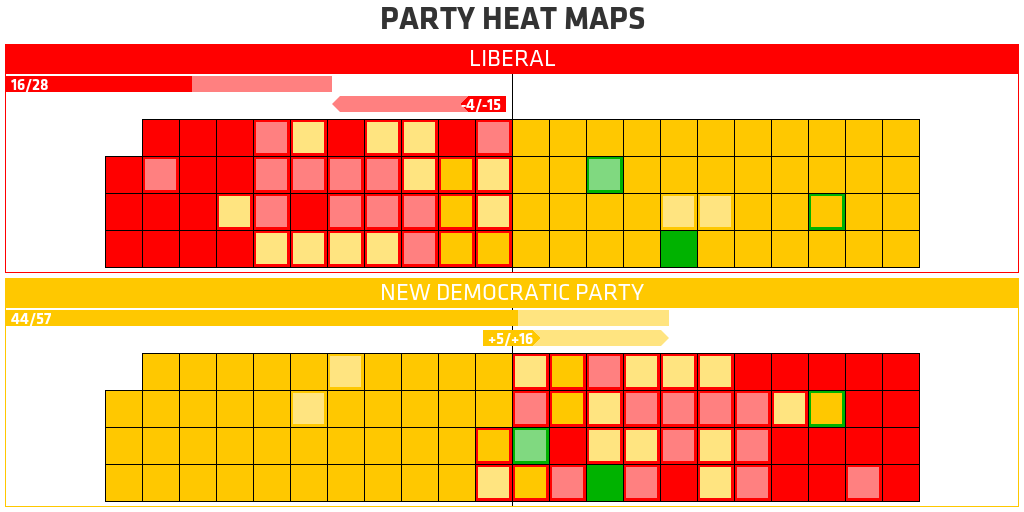 PARTY HEAT MAPS
LIBERAL
16/28
-4/-15
NEW DEMOCRATIC PARTY
44/57
+5/+16